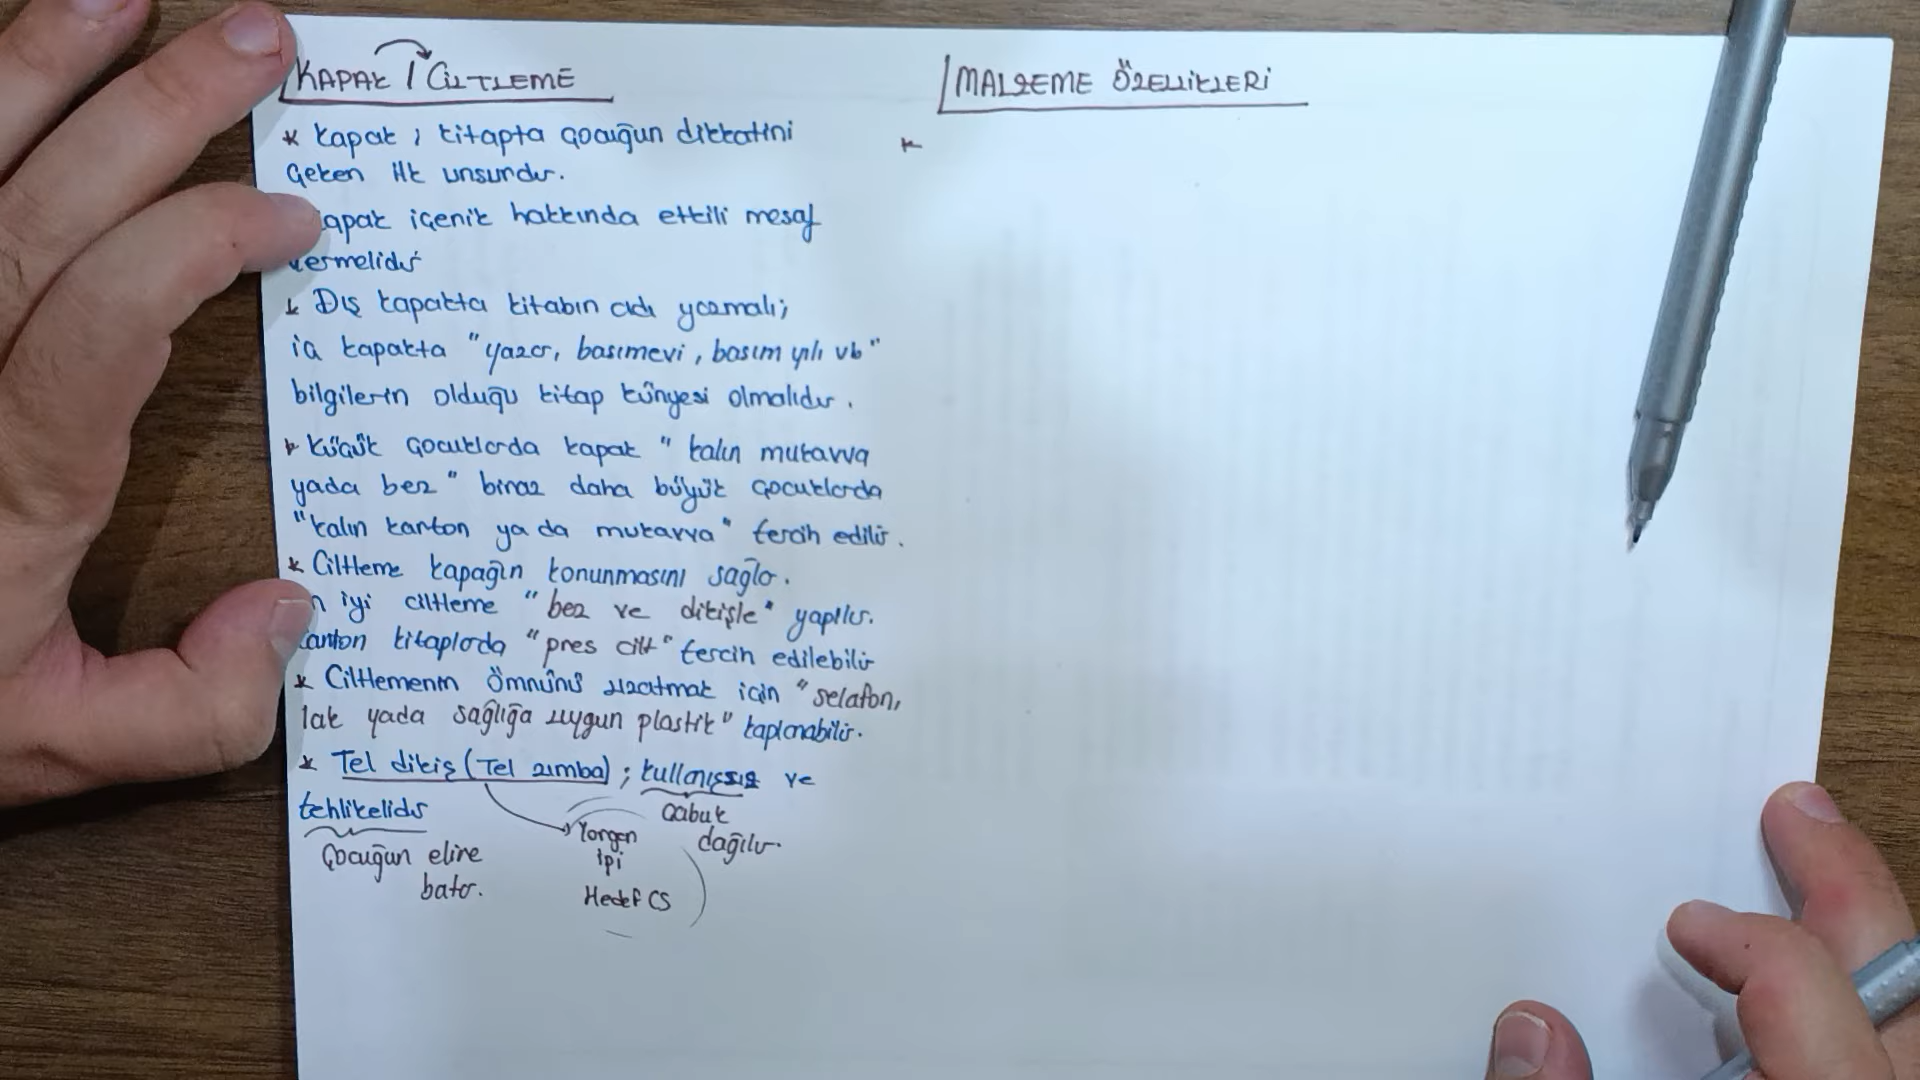 KAPAK / CİLTLEME
* Kapak ; kitapta çocuğun dikkatini
çeken ilk unsurdur.
kapak içerik hakkında etkili mesaj
vermelidir
* Dış kapakta kitabın adı yazmalı;
iç kapakta "yazar, basımevi, basım yılı vb"
bilgilerin olduğu kitap künyesi olmalıdır.
* Küçük çocuklarda kapak "kalın mukavva
yada bez" biraz daha büyük çocuklarda
"kalın karton ya da mukavva" tercih edilir.
* Ciltleme kapağın korunmasını sağlar.
iyi ciltleme "bez ve dikişle" yapılır.
karton kitaplarda "pres cilt" tercih edilebilir
* Ciltlemenin ömrünü uzatmak için "selafon,
lak yada sağlığa uygun plastik" kaplanabilir.
* Tel dikiş (Tel zımba) ; kullanışsız ve
tehlikelidir
Çocuğun eline
batar.
Yorgan
ipi
Hedef CS
çabuk
dağılır.
MALZEME ÖZELLİKLERİ
*